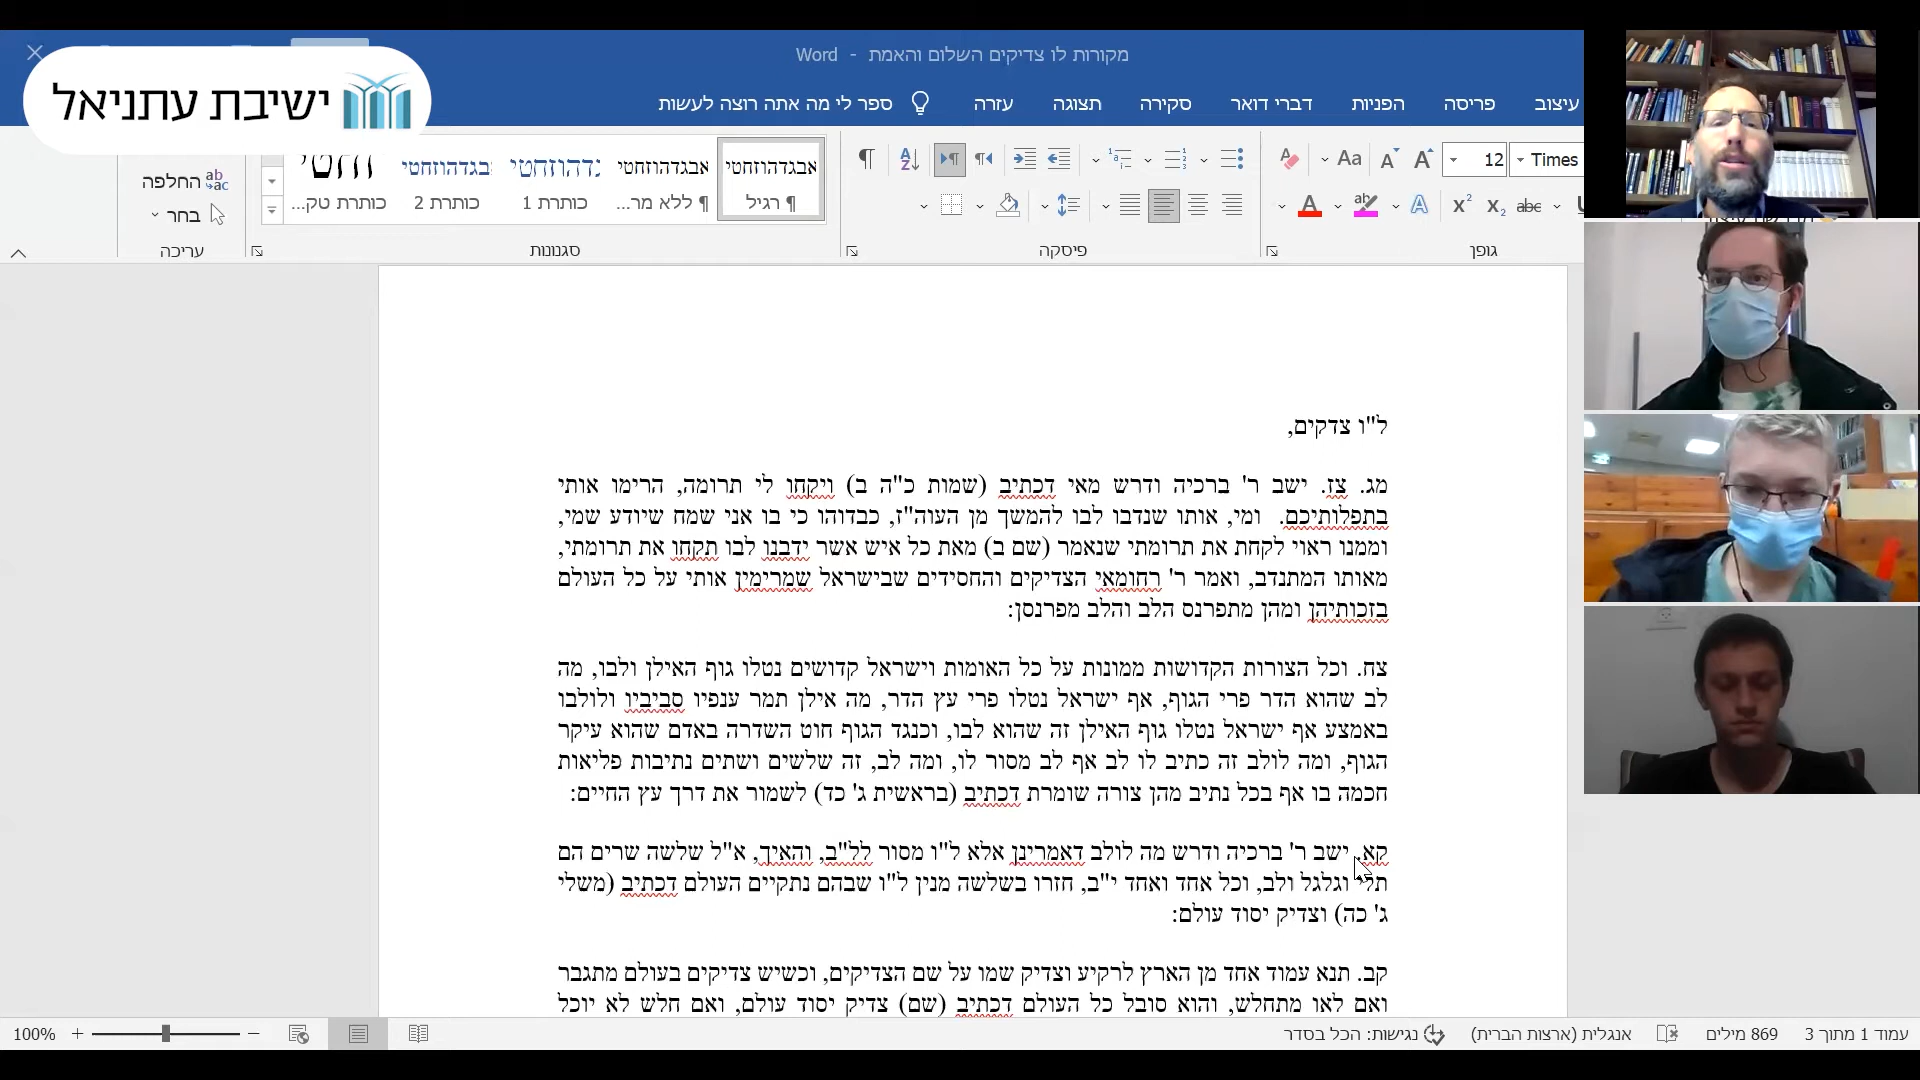 מקורות לו צדיקים השלום והאמת - Word
ישיבת עתניאל
עיצוב פריסה הפניות דברי דואר סקירה תצוגה עזרה ספר לי מה אתה רוצה לעשות
Times 12
אבגדהוזחטי
¶ רגיל
אבגדהוזחטי
¶ ללא מר...
אבגדהוזחטי
כותרת 1
אבגדהוזחטי
כותרת 2
כותרת טק...
החלפה
בחר
גופן
פיסקה
סגנונות
עריכה
ל"ו צדקים,
מג. צז. ישב ר' ברכיה ודרש מאי דכתיב (שמות כ"ה ב) ויקחו לי תרומה, הרימו אותי
בתפלותיכם. ומי, אותו שנדבו לבו להמשך מן העוה"ז, כבדוהו כי בו אני שמח שיודע שמי,
וממנו ראוי לקחת את תרומתי שנאמר (שם ב) מאת כל איש אשר ידבנו לבו תקחו את תרומתי,
מאותו המתנדב, ואמר ר' רחומאי הצדיקים והחסידים שבישראל שמרימין אותי על כל העולם
בזכותיהן ומהן מתפרנס הלב והלב מפרנסן:
צח. וכל הצורות הקדושות ממונות על כל האומות וישראל קדושים נטלו גוף האילן ולבו, מה
לב שהוא הדר פרי הגוף, אף ישראל נטלו פרי עץ הדר, מה אילן תמר ענפיו סביביו ולולבו
באמצע אף ישראל נטלו גוף האילן זה שהוא לבו, וכנגד הגוף חוט השדרה באדם שהוא עיקר
הגוף, ומה לולב זה כתיב לו לב אף לב מסור לו, ומה לב, זה שלשים ושתים נתיבות פליאות
חכמה בו אף בכל נתיב מהן צורה שומרת דכתיב (בראשית ג' כד) לשמור את דרך עץ החיים:
קא. ישב ר' ברכיה ודרש מה לולב דאמרינן אלא ל"ו מסור לל"ב, והאיך, א"ל שלשה שרים הם
תלי וגלגל ולב, וכל אחד ואחד י"ב, חזרו בשלשה מנין ל"ו שבהם נתקיים העולם דכתיב (משלי
ג' כה) וצדיק יסוד עולם:
קב. תנא עמוד אחד מן הארץ לרקיע וצדיק שמו על שם הצדיקים, וכשיש צדיקים בעולם מתגבר
ואם לאו מתחלש, והוא סובל כל העולם דכתיב (שם) צדיק יסוד עולם, ואם חלש לא יוכל
עמוד 1 מתוך 3 869 מילים אנגלית (ארצות הברית) נגישות: הכל בסדר 100%